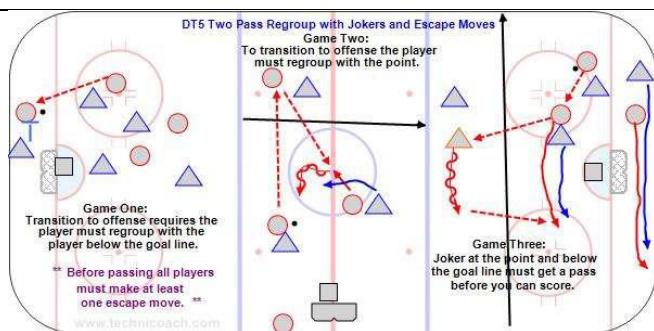 DT5 Two Pass Regroup with Jokers and Escape Moves
Game Two:
To transition to offense the player
must regroup with the point.
Game One:
Transition to offense requires the
player must regroup with the
player below the goal line.
** Before passing all players
must make at least
one escape move. **
Game Three:
Joker at the point and below
the goal line must get a pass
before you can score.
www.technicoach.com